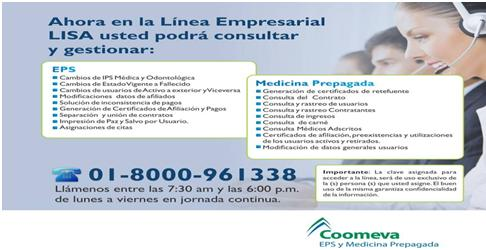 Ahora en la Línea Empresarial
LISA usted podrá consultar
y gestionar:
EPS
Cambios de IPS Médica y Odontológica
Cambios de Estado Vigente a Fallecido
Cambios de usuarios de Activo a exterior y Viceversa
Modificaciones datos de afiliados
Solución de inconsistencia de pagos
Generación de Certificados de Afiliación y Pagos
Separación y unión de contratos
Impresión de Paz y Salvo por Usuario.
Asignaciones de citas
Medicina Prepagada
Generación de certificados de retefuente
Consulta del Contrato
Consulta y rastreo de usuarios
Consulta y rastreo Contratantes
Consulta de ingresos
Consulta de carné
Consulta Médicos Adscritos
Certificados de afiliación, preexistencias y utilizaciones
de los usuarios activos y retirados.
Modificación de datos generales usuarios
01-8000-961338
Llámenos entre las 7:30 am y las 6:00 p.m.
de lunes a viernes en jornada continua.
Importante: La clave asignada para
acceder a la línea, será de uso exclusivo de
la (s) persona (s) que usted asigne. El buen
uso de la misma garantiza confidencialidad
de la información.
Coomeva
EPS y Medicina Prepagada